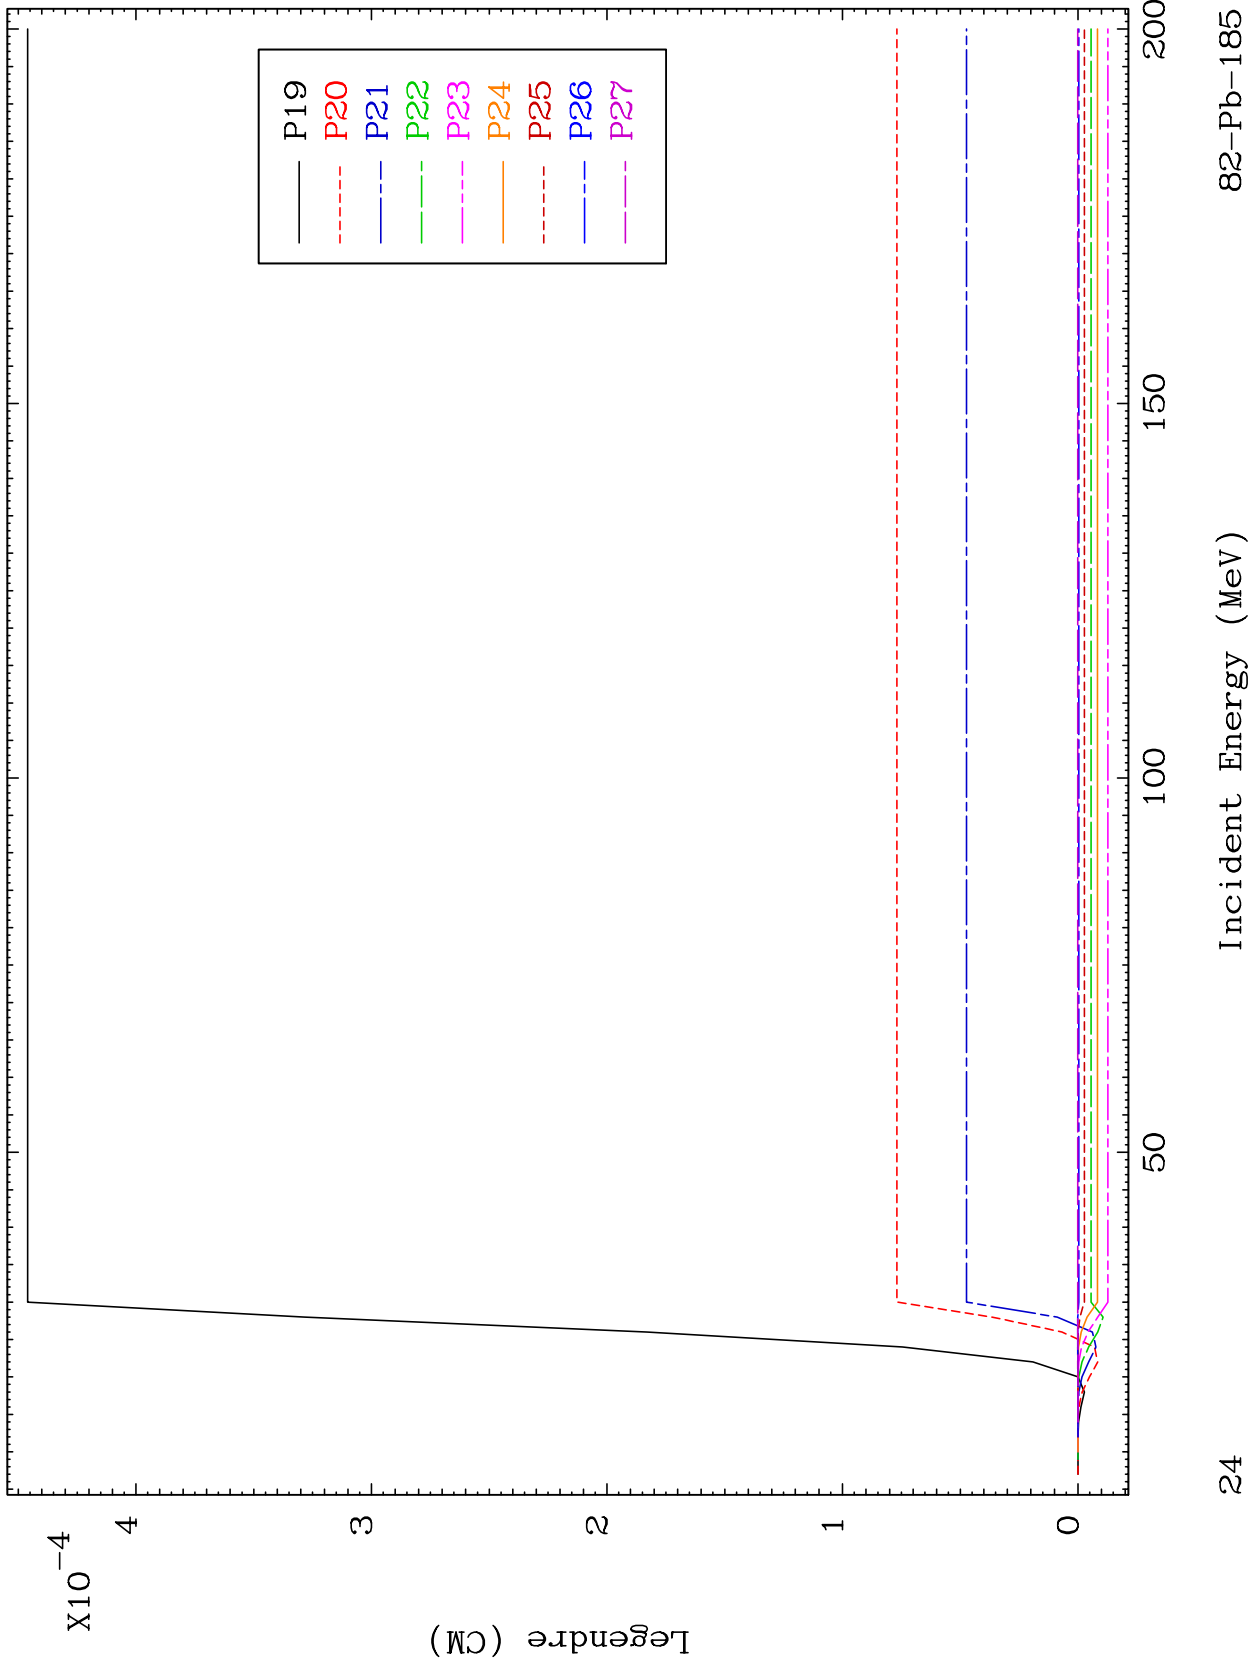 X10-4
4
3
2
1
0
Legendre (CM)
P19
P20
P21
P22
P23
P24
P25
P26
P27
50
100
150
200
Incident Energy (MeV)
24
82-Pb-185